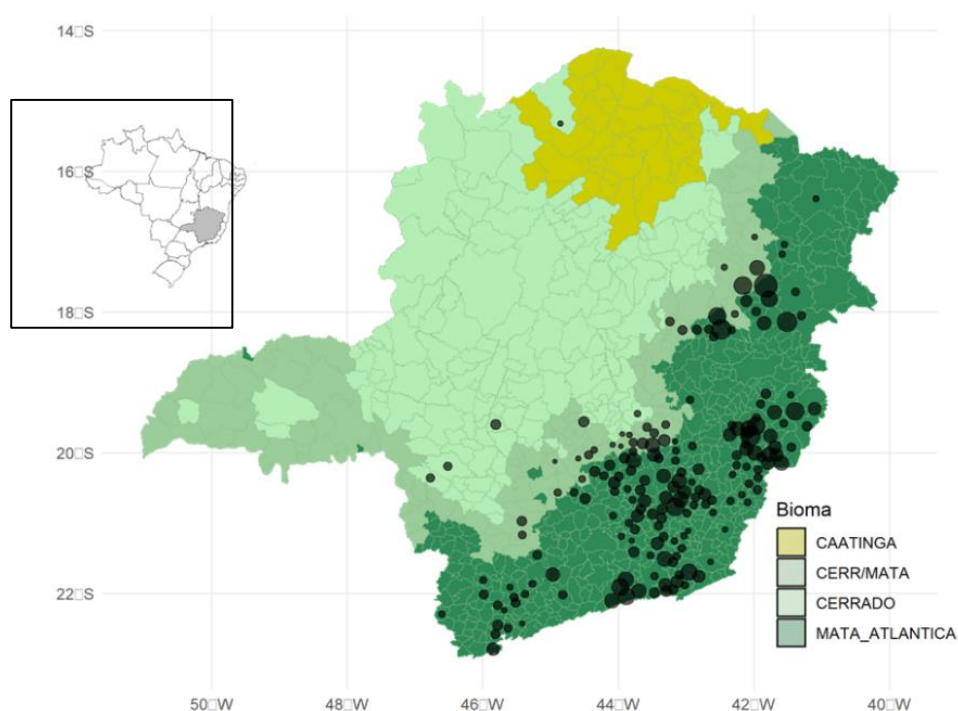 14□S
16□S
18□S
20□S
22□S
Bioma
CAATINGA
CERR/MATA
CERRADO
MATA_ATLANTICA
50□W
48□W
46□W
44□W
42□W
40□W